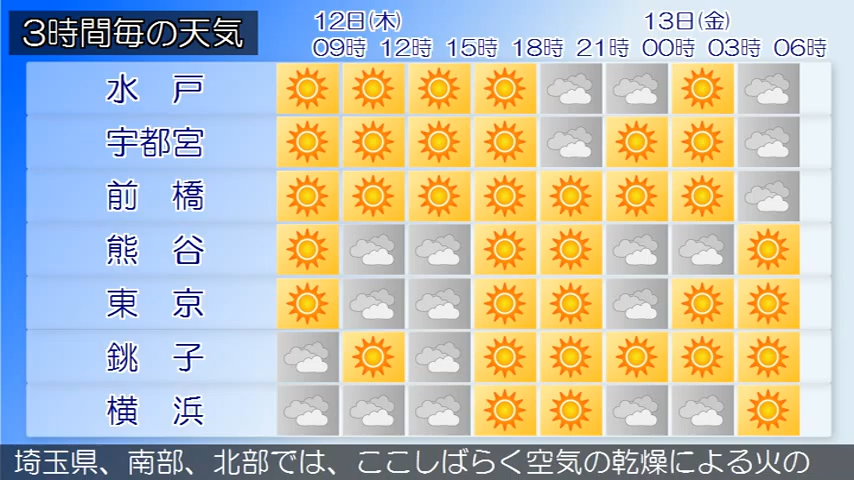 3時間毎の天気
12日(木) 13日(金)
09時 12時 15時 18時 21時 00時 03時 06時
水戸
宇都宮
前橋
熊谷
東京
銚子
横浜
埼玉県、南部、北部では、ここしばらく空気の乾燥による火の